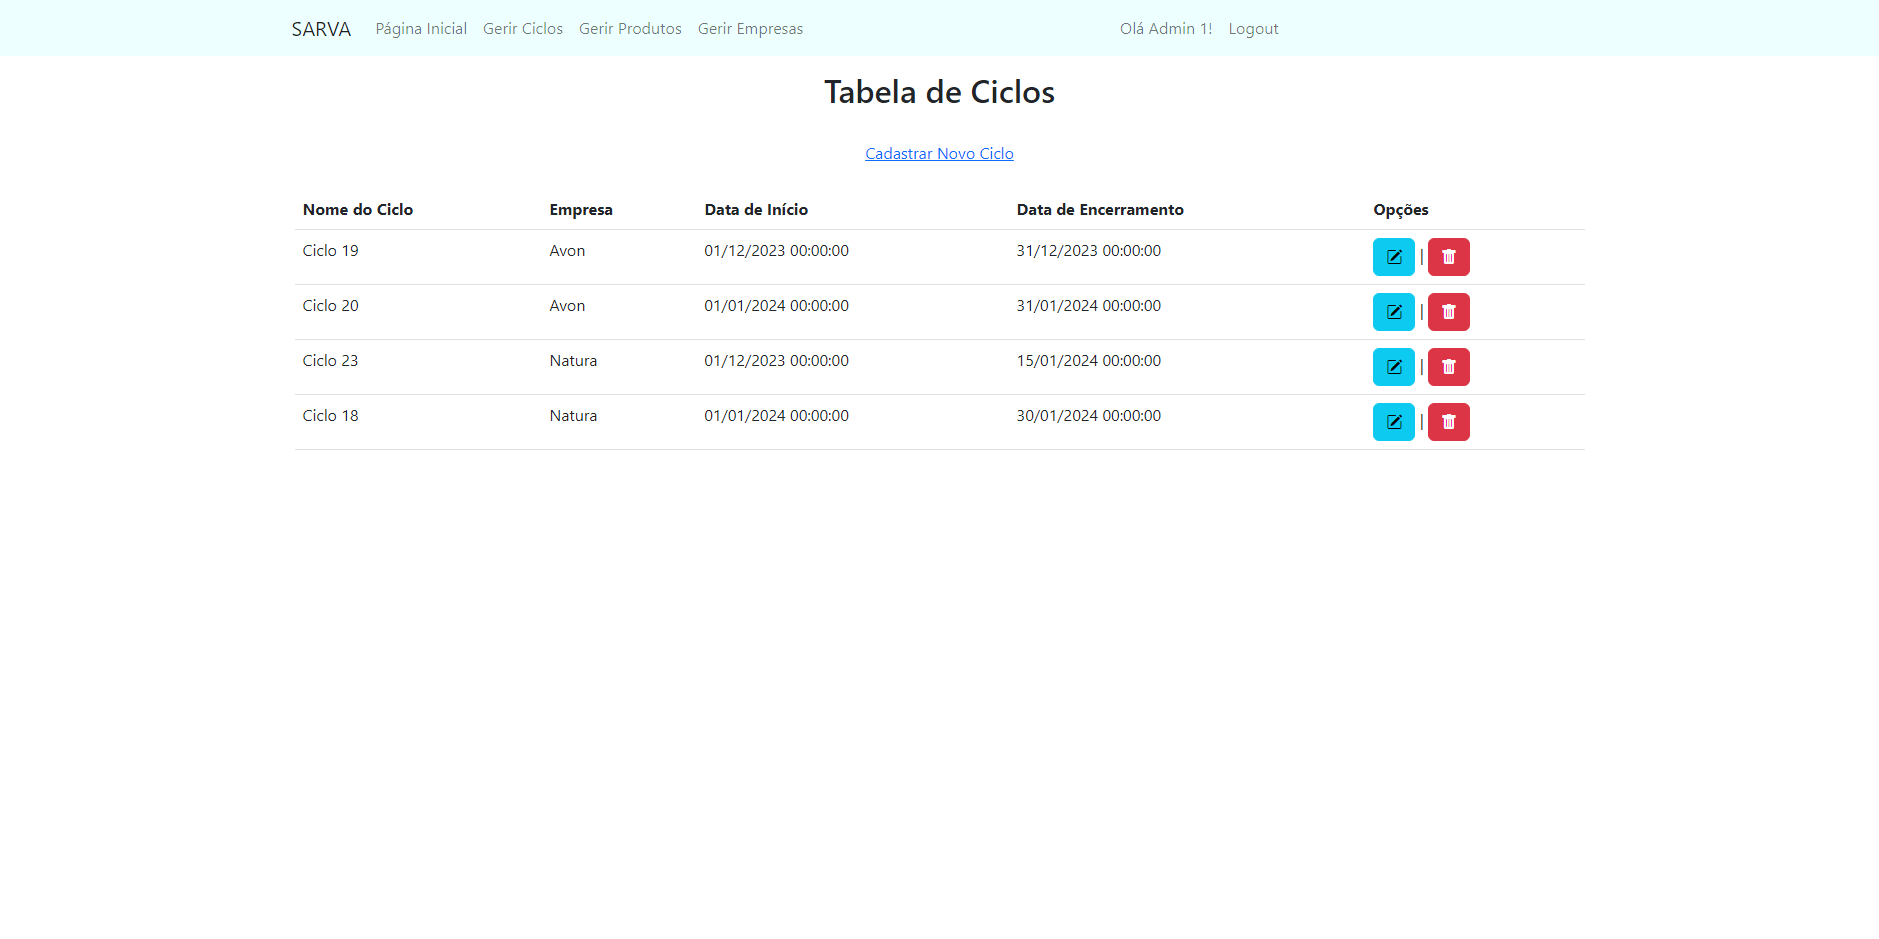 SARVA Página Inicial Gerir Ciclos Gerir Produtos Gerir Empresas Olá Admin 1! Logout
Tabela de Ciclos
Cadastrar Novo Ciclo
Nome do Ciclo Empresa Data de Início Data de Encerramento Opções
Ciclo 19 Avon 01/12/2023 00:00:00 31/12/2023 00:00:00 |
Ciclo 20 Avon 01/01/2024 00:00:00 31/01/2024 00:00:00 |
Ciclo 23 Natura 01/12/2023 00:00:00 15/01/2024 00:00:00 |
Ciclo 18 Natura 01/01/2024 00:00:00 30/01/2024 00:00:00 |